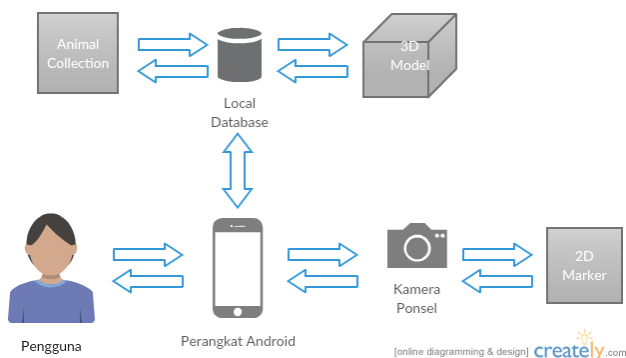 Animal
Collection
3D
Model
Local
Database
2D
Marker
Kamera
Ponsel
Pengguna
Perangkat Android
[online diagramming & design] creately.com